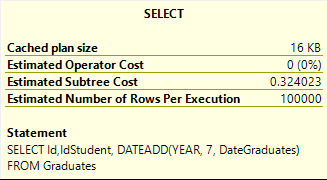 SELECT
Cached plan size 16 KB
Estimated Operator Cost 0 (0%)
Estimated Subtree Cost 0.324023
Estimated Number of Rows Per Execution 100000
Statement
SELECT Id,IdStudent, DATEADD(YEAR, 7, DateGraduates)
FROM Graduates